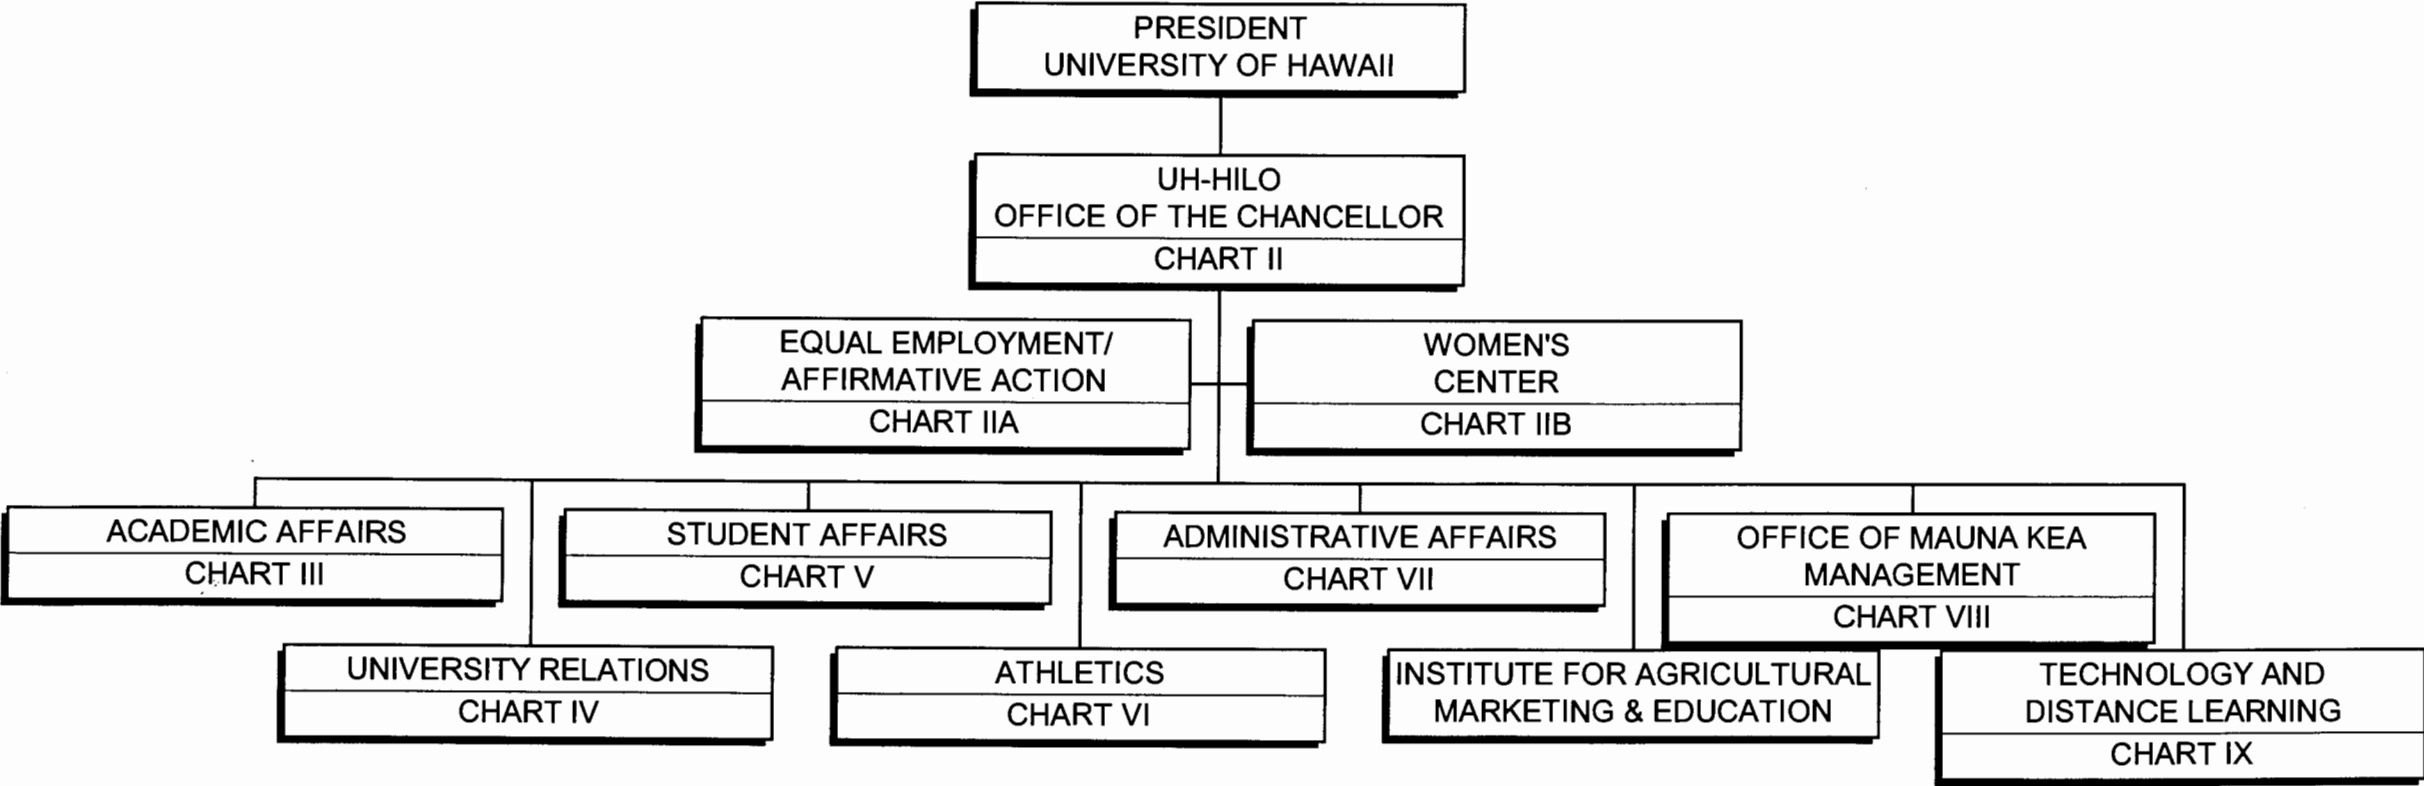 PRESIDENT
UNIVERSITY OF HAWAII
UH-HILO
OFFICE OF THE CHANCELLOR
CHART II
EQUAL EMPLOYMENT/
AFFIRMATIVE ACTION
CHART IIA
WOMEN'S
CENTER
CHART IIB
ACADEMIC AFFAIRS
CHART III
STUDENT AFFAIRS
CHART V
ADMINISTRATIVE AFFAIRS
CHART VII
OFFICE OF MAUNA KEA
MANAGEMENT
CHART VIII
UNIVERSITY RELATIONS
CHART IV
ATHLETICS
CHART VI
INSTITUTE FOR AGRICULTURAL
MARKETING & EDUCATION
TECHNOLOGY AND
DISTANCE LEARNING
CHART IX